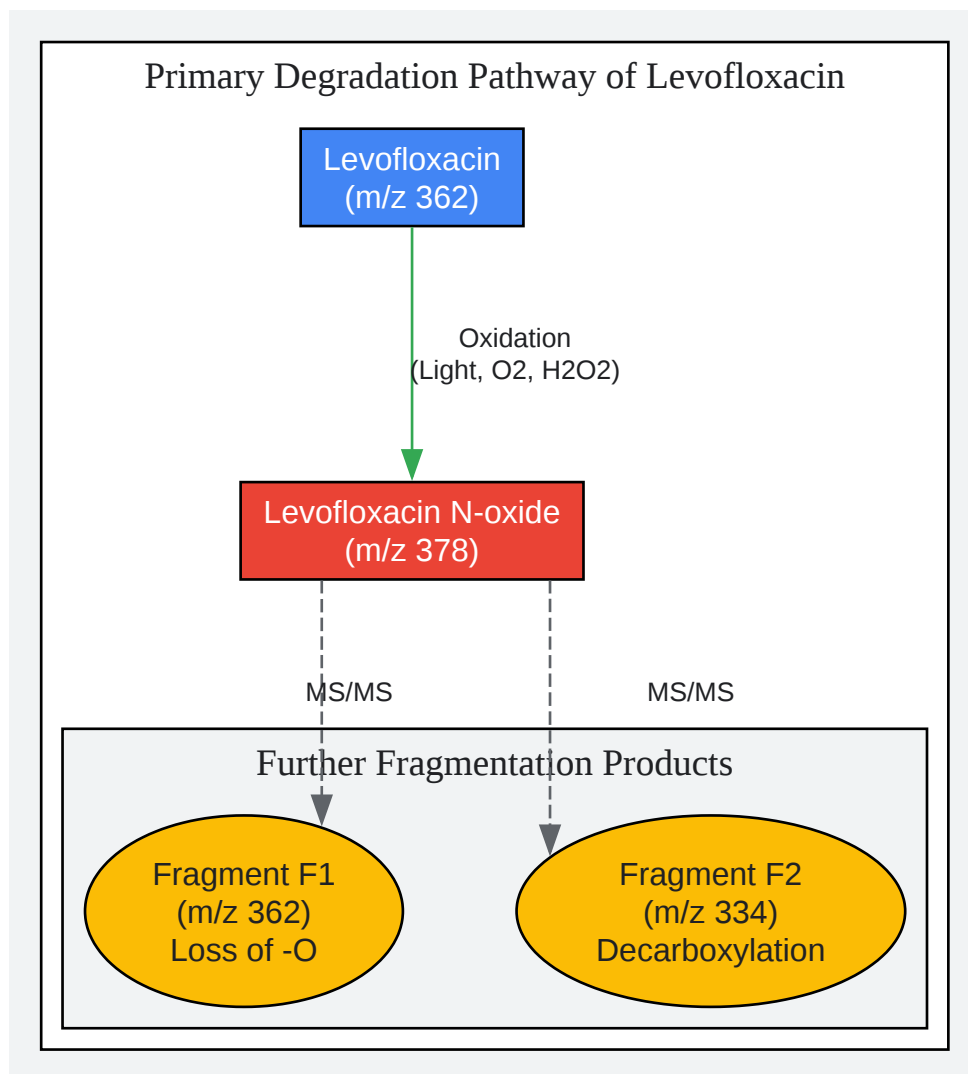 Primary Degradation Pathway of Levofloxacin
Levofloxacin
(m/z 362)
Oxidation
(Light, O2, H2O2)
Levofloxacin N-oxide
(m/z 378)
MS/MS
MS/MS
Further Fragmentation Products
Fragment F1
(m/z 362)
Loss of -O
Fragment F2
(m/z 334)
Decarboxylation